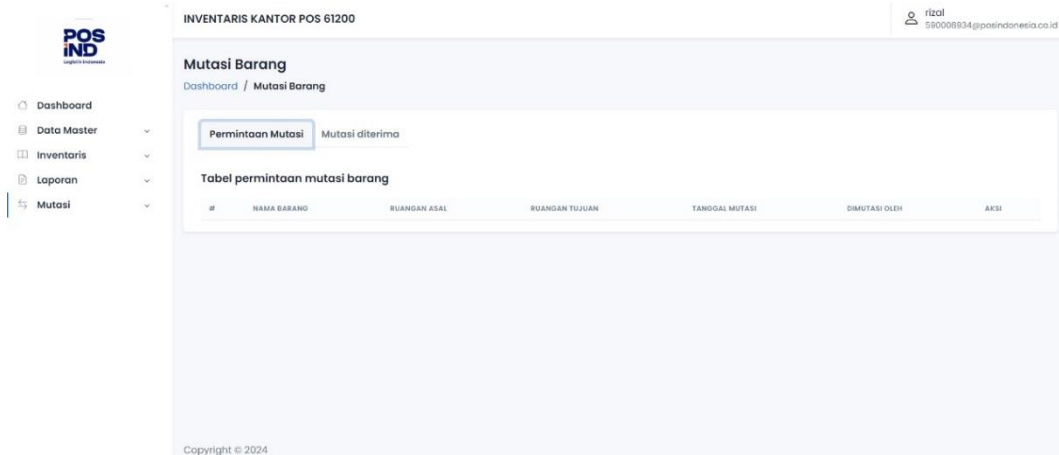 POS
IND
Logistik Indonesia
INVENTARIS KANTOR POS 61200
rizal
590008934@posindonesia.co.id
Mutasi Barang
Dashboard / Mutasi Barang
Dashboard
Data Master
Inventaris
Laporan
Mutasi
Permintaan Mutasi Mutasi diterima
Tabel permintaan mutasi barang
# NAMA BARANG RUANGAN ASAL RUANGAN TUJUAN TANGGAL MUTASI DIMUTASI OLEH AKSI
Copyright © 2024